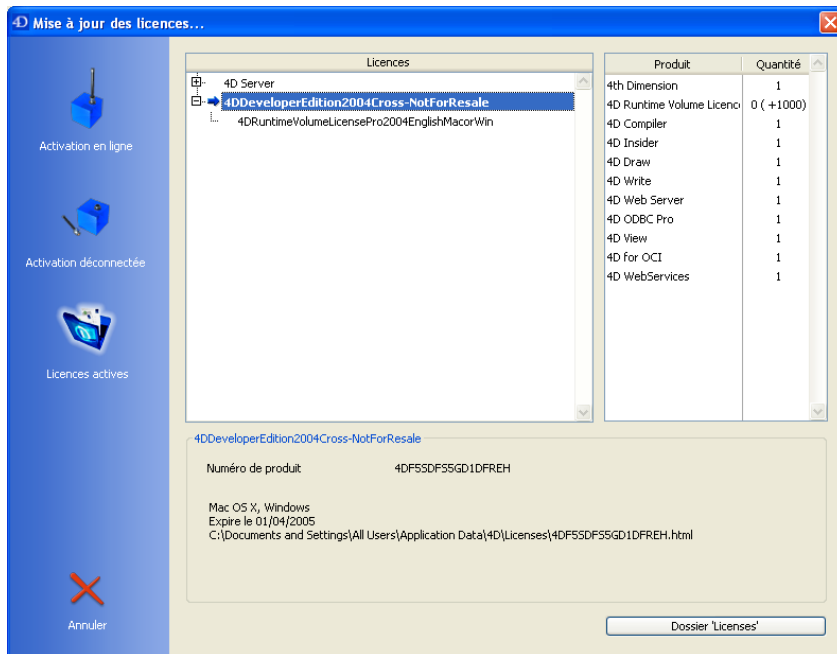 4D Mise à jour des licences...
Activation en ligne
Activation déconnectée
Licences actives
Annuler
Licences
4D Server
4DDeveloperEdition2004Cross-NotForResale
4DRuntimeVolumeLicensePro2004EnglishMacorWin
Produit Quantité
4th Dimension 1
4D Runtime Volume Licenc 0 ( +1000)
4D Compiler 1
4D Insider 1
4D Draw 1
4D Write 1
4D Web Server 1
4D ODBC Pro 1
4D View 1
4D for OCI 1
4D WebServices 1
4DDeveloperEdition2004Cross-NotForResale
Numéro de produit 4DF5SDFS5GD1DFREH
Mac OS X, Windows
Expire le 01/04/2005
C:\Documents and Settings\All Users\Application Data\4D\Licenses\4DF5SDFS5GD1DFREH.html
Dossier 'Licenses'